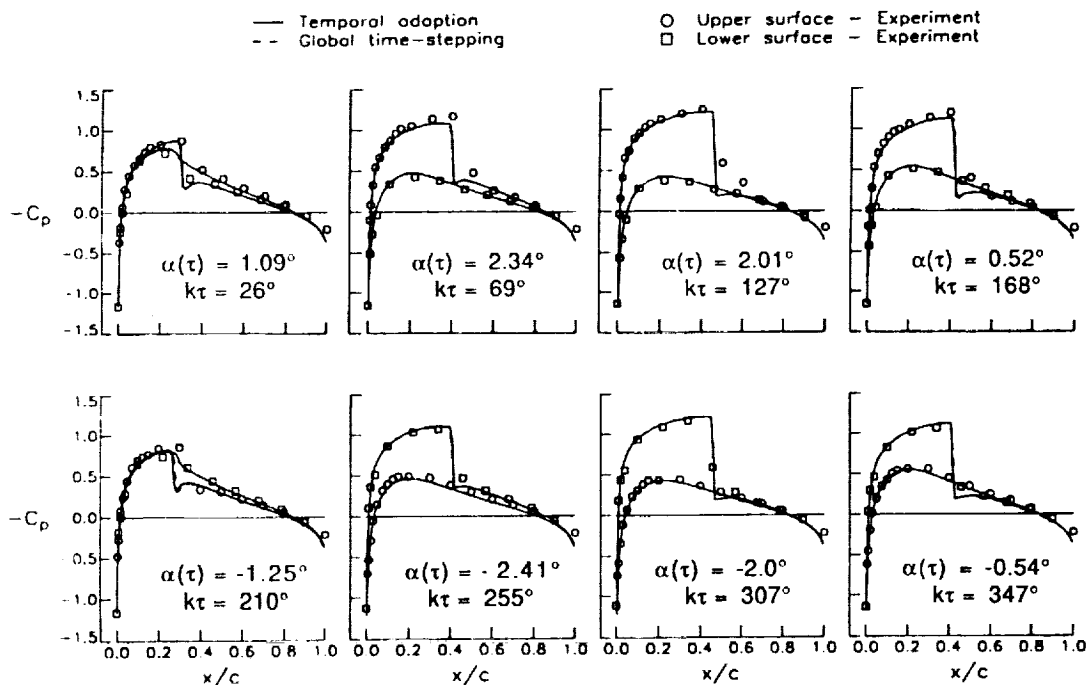 Temporal adaption
Global time-stepping
Upper surface - Experiment
Lower surface - Experiment
1.5
1.0
0.5
0.0
-1.0
-1.5
-Cp
α(τ) = 1.09°
kτ = 26°
α(τ) = 2.34°
kτ = 69°
α(τ) = 2.01°
kτ = 127°
α(τ) = 0.52°
kτ = 168°
1.5
1.0
0.5
0.0
-1.0
-1.5
-Cp
α(τ) = -1.25°
kτ = 210°
α(τ) = - 2.41°
kτ = 255°
α(τ) = -2.0°
kτ = 307°
α(τ) = -0.54°
kτ = 347°
0.0 0.2 0.4 0.6 0.8 1.0
0.0 0.2 0.4 0.6 0.8 1.0
0.0 0.2 0.4 0.6 0.8 1.0
0.0 0.2 0.4 0.6 0.8 1.0
x/c
x/c
x/c
x/c